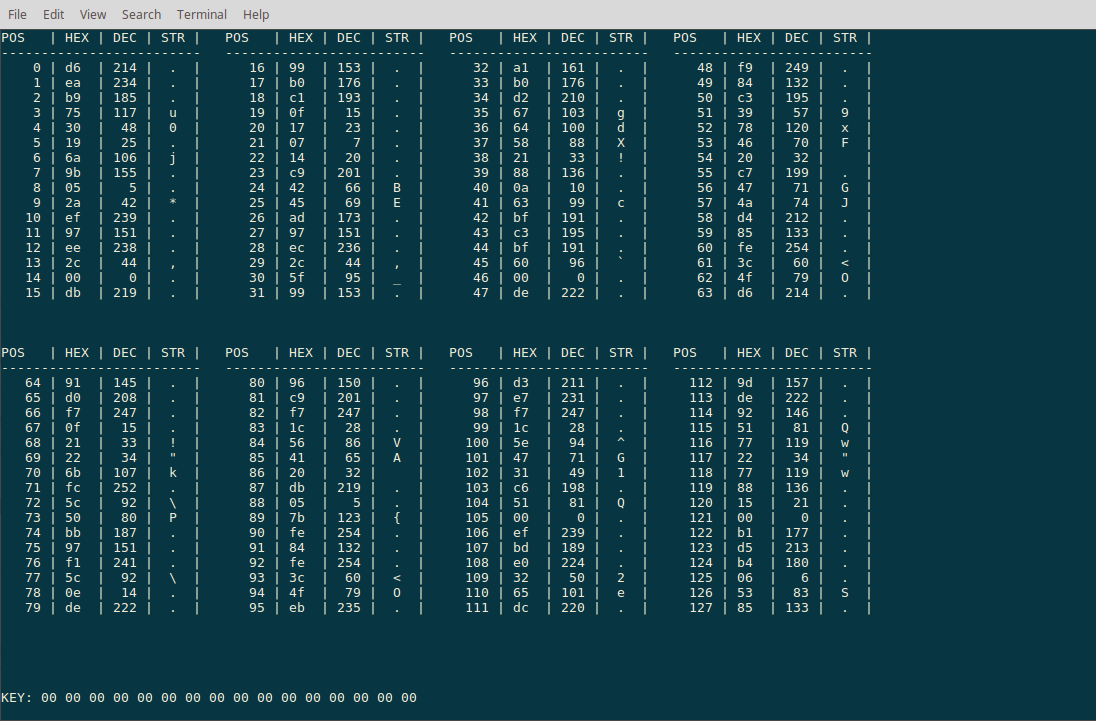 File Edit View Search Terminal Help
POS | HEX | DEC | STR | POS | HEX | DEC | STR | POS | HEX | DEC | STR | POS | HEX | DEC | STR |
------------------------- ------------------------- ------------------------- -------------------------
0 | d6 | 214 | . | 16 | 99 | 153 | . | 32 | a1 | 161 | . | 48 | f9 | 249 | . |
1 | ea | 234 | . | 17 | b0 | 176 | . | 33 | b0 | 176 | . | 49 | 84 | 132 | . |
2 | b9 | 185 | . | 18 | c1 | 193 | . | 34 | d2 | 210 | . | 50 | c3 | 195 | . |
3 | 75 | 117 | u | 19 | 0f | 15 | . | 35 | 67 | 103 | g | 51 | 39 | 57 | 9 |
4 | 30 | 48 | 0 | 20 | 17 | 23 | . | 36 | 64 | 100 | d | 52 | 78 | 120 | x |
5 | 19 | 25 | . | 21 | 07 | 7 | . | 37 | 58 | 88 | X | 53 | 46 | 70 | F |
6 | 6a | 106 | j | 22 | 14 | 20 | . | 38 | 21 | 33 | ! | 54 | 20 | 32 | |
7 | 9b | 155 | . | 23 | c9 | 201 | . | 39 | 88 | 136 | . | 55 | c7 | 199 | . |
8 | 05 | 5 | . | 24 | 42 | 66 | B | 40 | 0a | 10 | . | 56 | 47 | 71 | G |
9 | 2a | 42 | * | 25 | 45 | 69 | E | 41 | 63 | 99 | c | 57 | 4a | 74 | J |
10 | ef | 239 | . | 26 | ad | 173 | . | 42 | bf | 191 | . | 58 | d4 | 212 | . |
11 | 97 | 151 | . | 27 | 97 | 151 | . | 43 | c3 | 195 | . | 59 | 85 | 133 | . |
12 | ee | 238 | . | 28 | ec | 236 | . | 44 | bf | 191 | . | 60 | fe | 254 | . |
13 | 2c | 44 | , | 29 | 2c | 44 | , | 45 | 60 | 96 | ` | 61 | 3c | 60 | < |
14 | 00 | 0 | . | 30 | 5f | 95 | _ | 46 | 00 | 0 | . | 62 | 4f | 79 | O |
15 | db | 219 | . | 31 | 99 | 153 | . | 47 | de | 222 | . | 63 | d6 | 214 | . |
POS | HEX | DEC | STR | POS | HEX | DEC | STR | POS | HEX | DEC | STR | POS | HEX | DEC | STR |
------------------------- ------------------------- ------------------------- -------------------------
64 | 91 | 145 | . | 80 | 96 | 150 | . | 96 | d3 | 211 | . | 112 | 9d | 157 | . |
65 | d0 | 208 | . | 81 | c9 | 201 | . | 97 | e7 | 231 | . | 113 | de | 222 | . |
66 | f7 | 247 | . | 82 | f7 | 247 | . | 98 | f7 | 247 | . | 114 | 92 | 146 | . |
67 | 0f | 15 | . | 83 | 1c | 28 | . | 99 | 1c | 28 | . | 115 | 51 | 81 | Q |
68 | 21 | 33 | ! | 84 | 56 | 86 | V | 100 | 5e | 94 | ^ | 116 | 77 | 119 | w |
69 | 22 | 34 | " | 85 | 41 | 65 | A | 101 | 47 | 71 | G | 117 | 22 | 34 | " |
70 | 6b | 107 | k | 86 | 20 | 32 | | 102 | 31 | 49 | 1 | 118 | 77 | 119 | w |
71 | fc | 252 | . | 87 | db | 219 | . | 103 | c6 | 198 | . | 119 | 88 | 136 | . |
72 | 5c | 92 | \ | 88 | 05 | 5 | . | 104 | 51 | 81 | Q | 120 | 15 | 21 | . |
73 | 50 | 80 | P | 89 | 7b | 123 | { | 105 | 00 | 0 | . | 121 | 00 | 0 | . |
74 | bb | 187 | . | 90 | fe | 254 | . | 106 | ef | 239 | . | 122 | b1 | 177 | . |
75 | 97 | 151 | . | 91 | 84 | 132 | . | 107 | bd | 189 | . | 123 | d5 | 213 | . |
76 | f1 | 241 | . | 92 | fe | 254 | . | 108 | e0 | 224 | . | 124 | b4 | 180 | . |
77 | 5c | 92 | \ | 93 | 3c | 60 | < | 109 | 32 | 50 | 2 | 125 | 06 | 6 | . |
78 | 0e | 14 | . | 94 | 4f | 79 | O | 110 | 65 | 101 | e | 126 | 53 | 83 | S |
79 | de | 222 | . | 95 | eb | 235 | . | 111 | dc | 220 | . | 127 | 85 | 133 | . |
KEY: 00 00 00 00 00 00 00 00 00 00 00 00 00 00 00 00